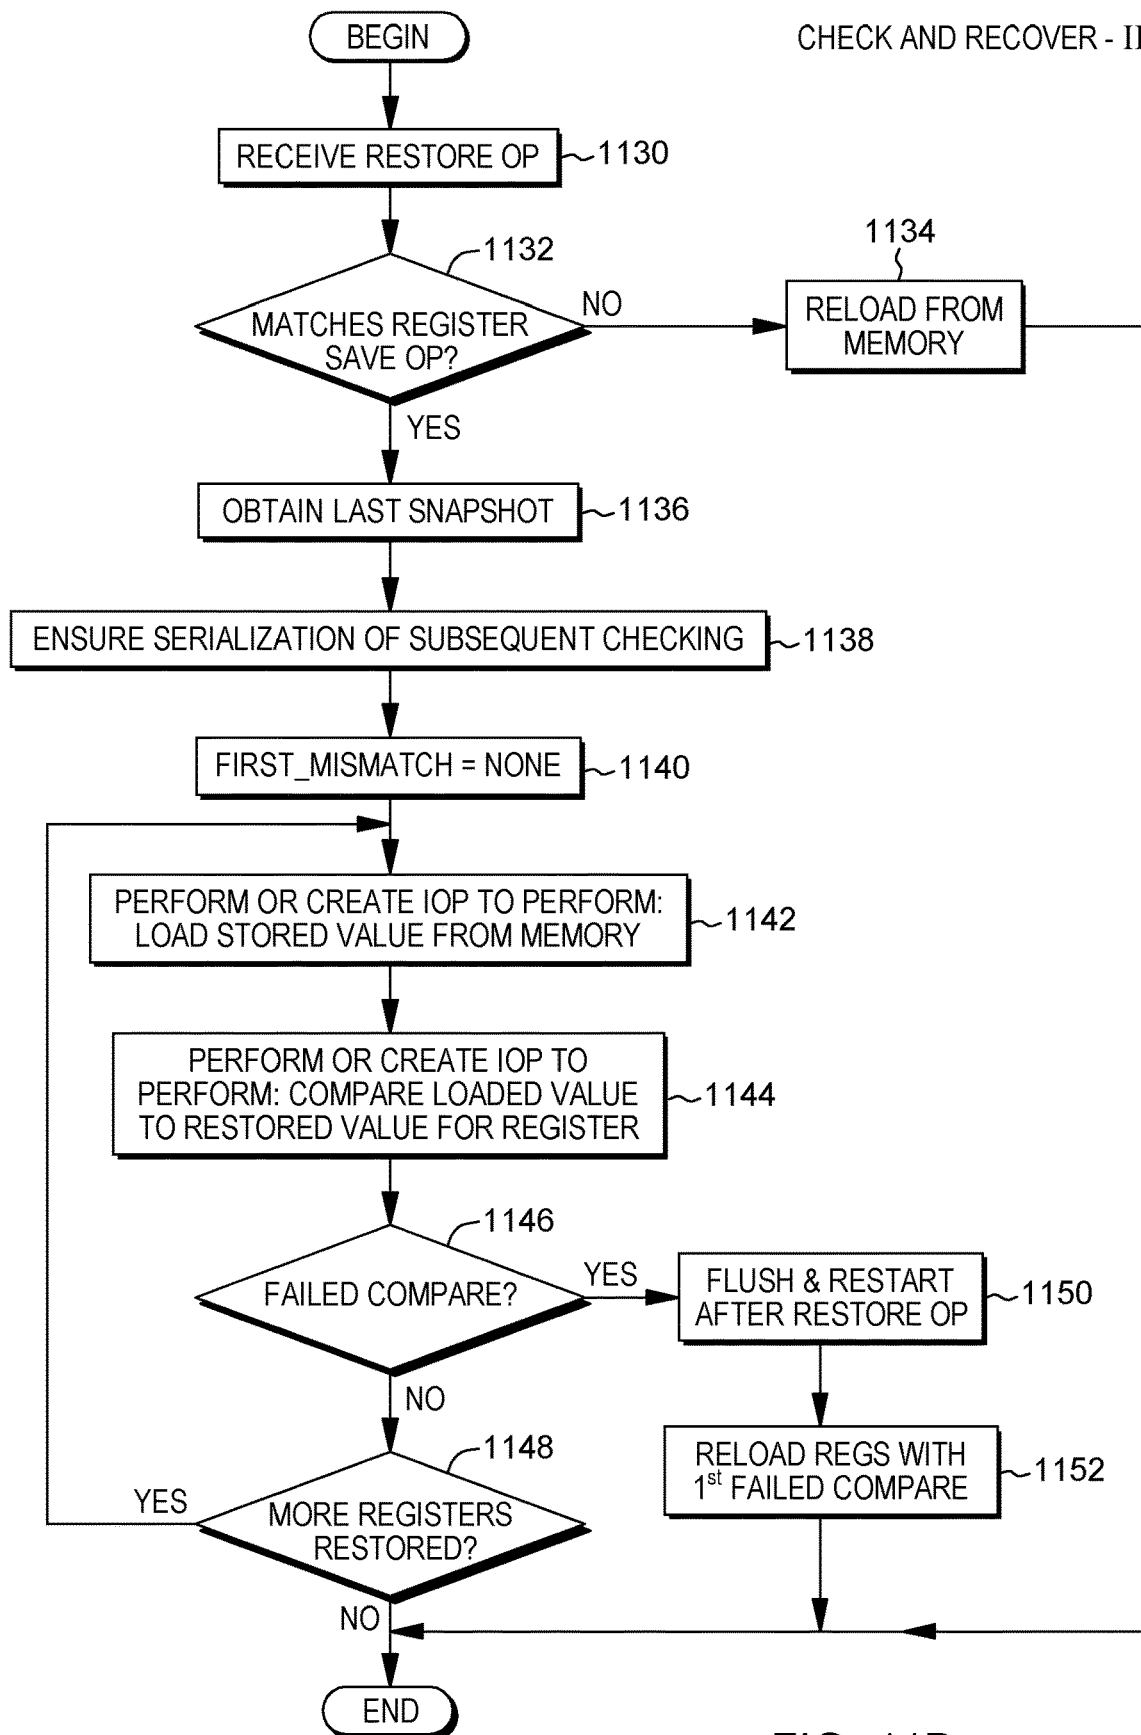 BEGIN
CHECK AND RECOVER - II
RECEIVE RESTORE OP
1130
1132
MATCHES REGISTER
SAVE OP?
NO
1134
RELOAD FROM
MEMORY
YES
OBTAIN LAST SNAPSHOT
1136
ENSURE SERIALIZATION OF SUBSEQUENT CHECKING
1138
FIRST_MISMATCH = NONE
1140
PERFORM OR CREATE IOP TO PERFORM:
LOAD STORED VALUE FROM MEMORY
1142
PERFORM OR CREATE IOP TO
PERFORM: COMPARE LOADED VALUE
TO RESTORED VALUE FOR REGISTER
1144
1146
FAILED COMPARE?
YES
FLUSH & RESTART
AFTER RESTORE OP
1150
NO
1148
MORE REGISTERS
RESTORED?
YES
RELOAD REGS WITH
1st FAILED COMPARE
1152
NO
END